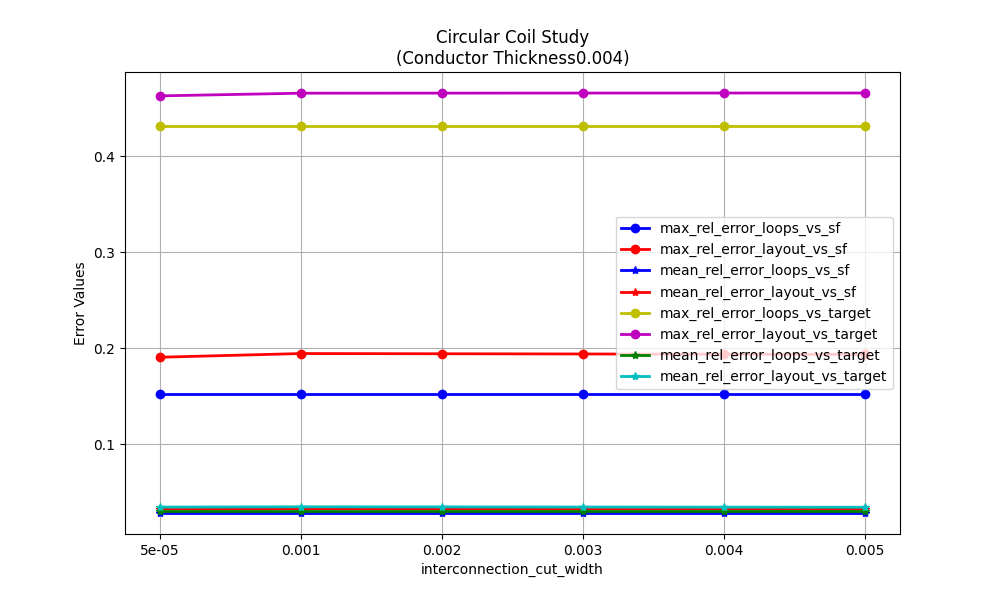 Circular Coil Study
(Conductor Thickness0.004)
Error Values
0.4
0.3
0.2
0.1
max_rel_error_loops_vs_sf
max_rel_error_layout_vs_sf
mean_rel_error_loops_vs_sf
mean_rel_error_layout_vs_sf
max_rel_error_loops_vs_target
max_rel_error_layout_vs_target
mean_rel_error_loops_vs_target
mean_rel_error_layout_vs_target
5e-05 0.001 0.002 0.003 0.004 0.005
interconnection_cut_width